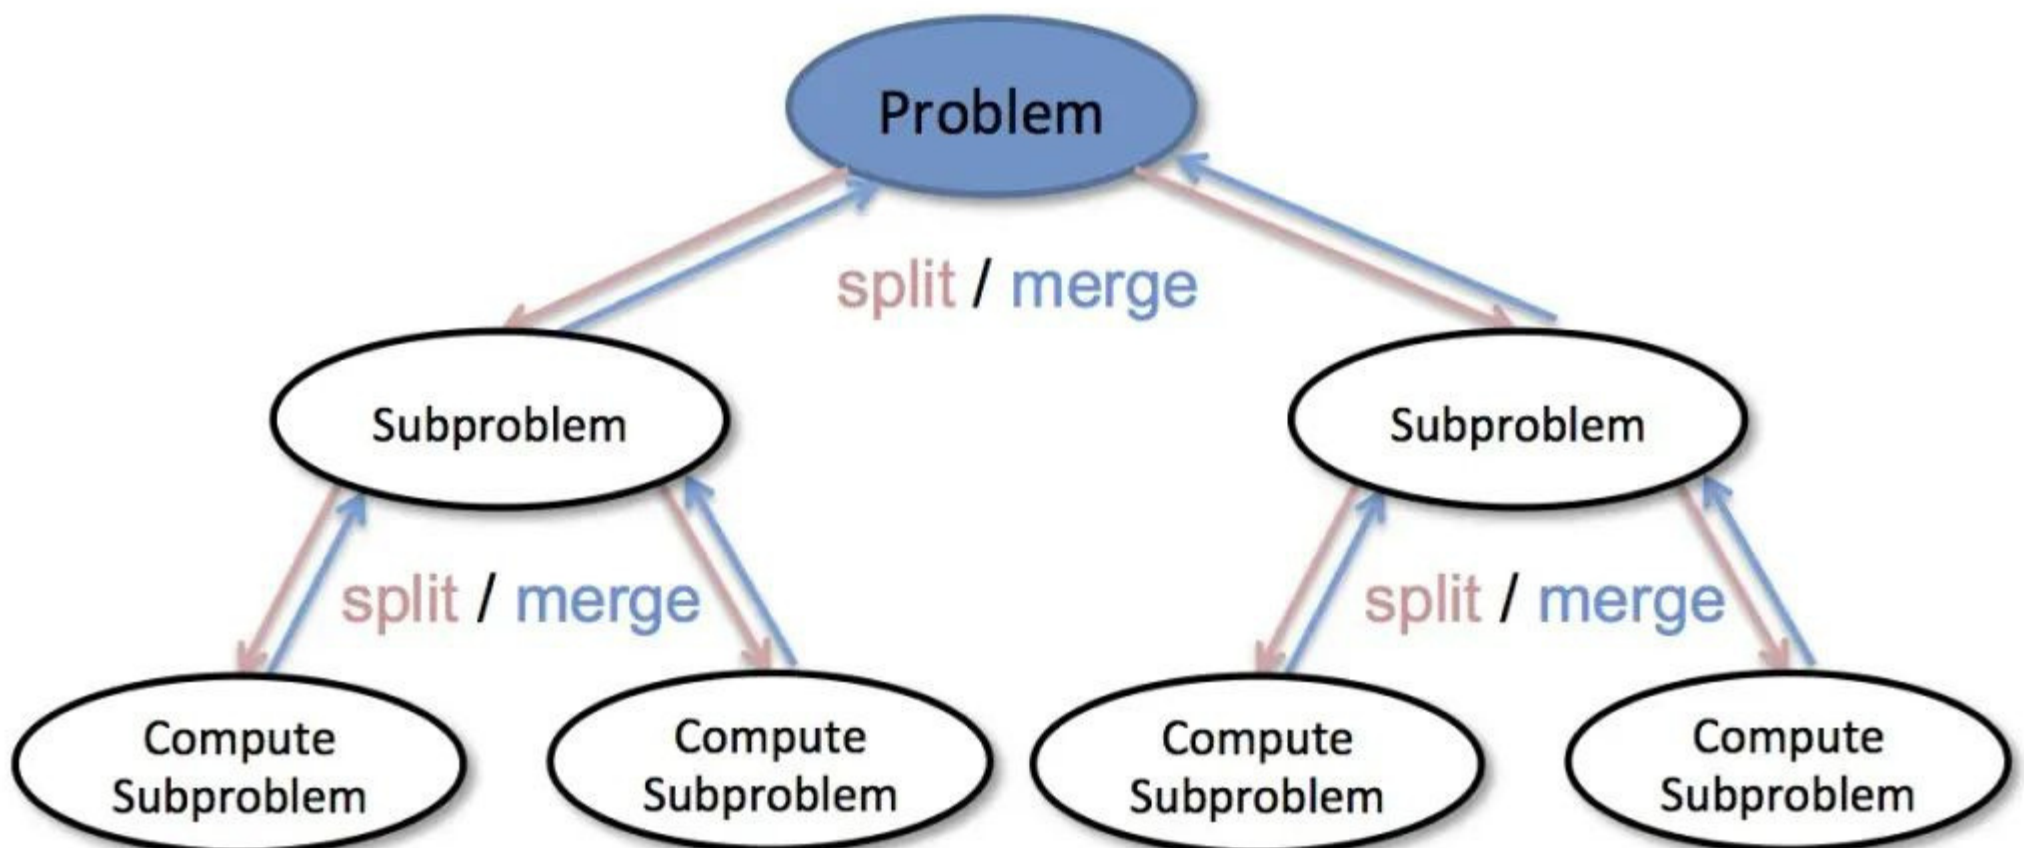 Problem
split / merge
Subproblem
Subproblem
split / merge
split / merge
Compute
Subproblem
Compute
Subproblem
Compute
Subproblem
Compute
Subproblem